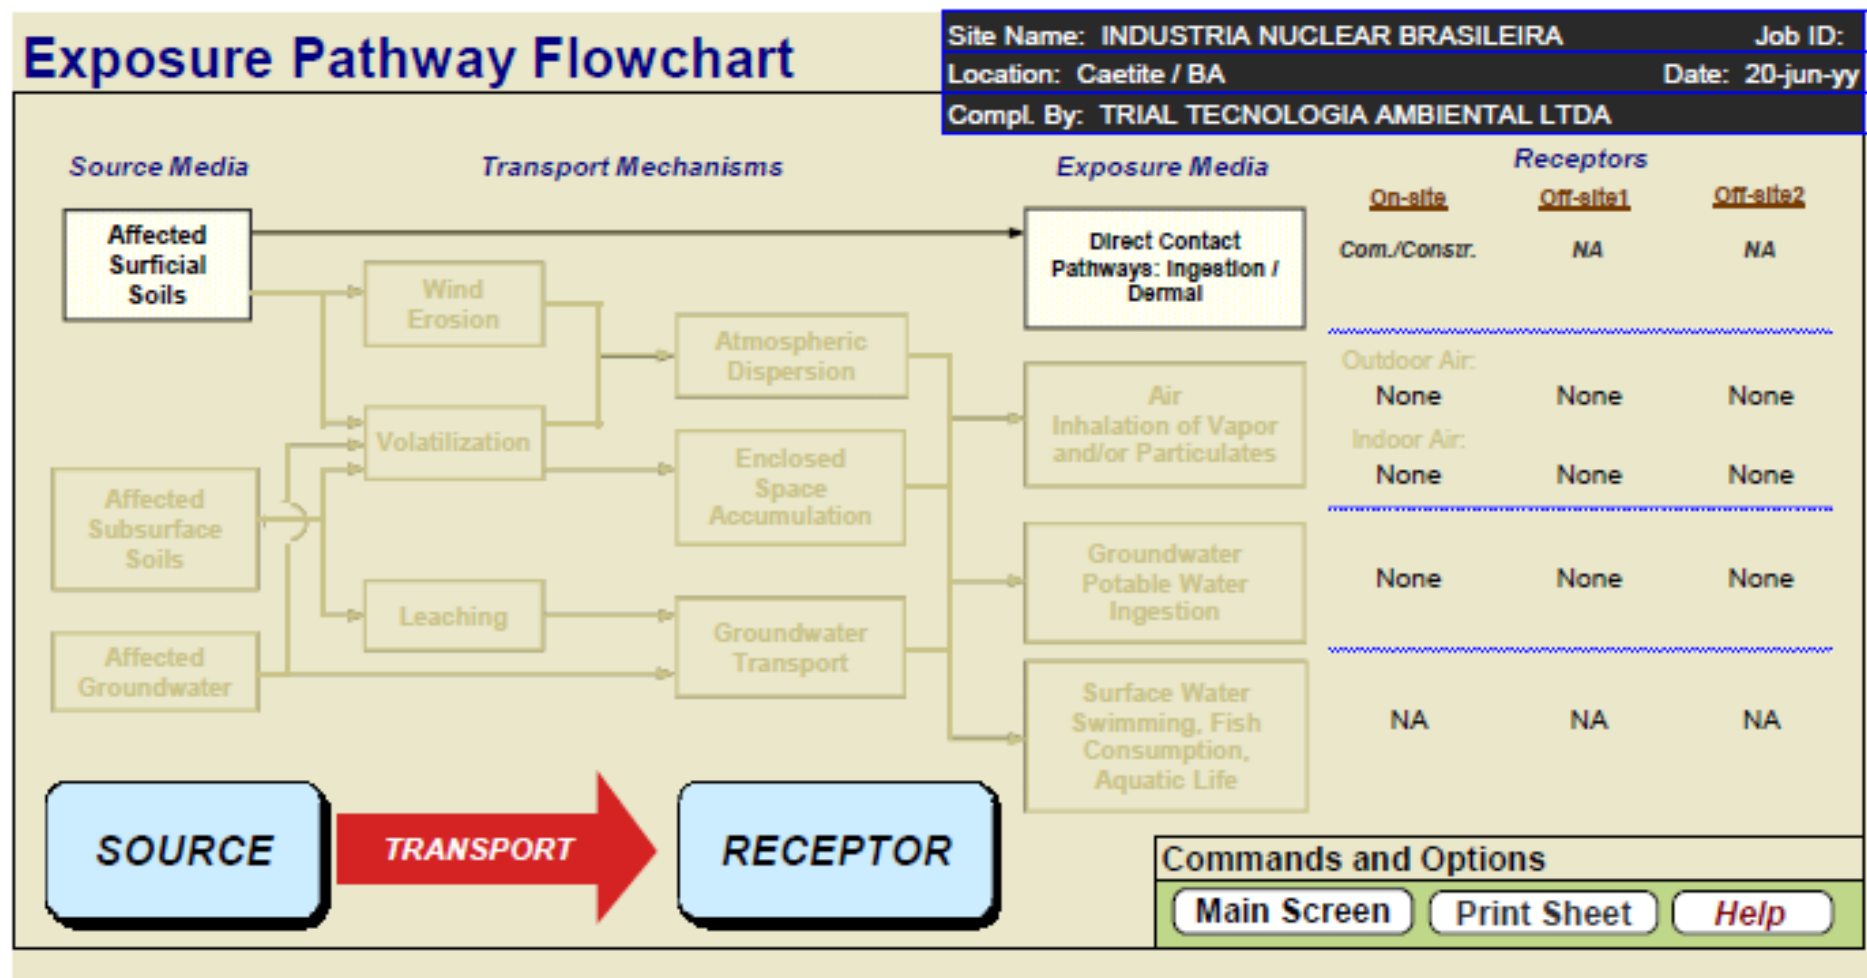 Exposure Pathway Flowchart
Site Name: INDUSTRIA NUCLEAR BRASILEIRA Job ID:
Location: Caetite / BA Date: 20-jun-yy
Compl. By: TRIAL TECNOLOGIA AMBIENTAL LTDA
Source Media
Transport Mechanisms
Exposure Media
Receptors
On-site Off-site1 Off-site2
Affected
Surficial
Soils
Direct Contact
Pathways: Ingestion /
Dermal
Com./Constr. NA NA
Wind
Erosion
Atmospheric
Dispersion
Volatilization
Enclosed
Space
Accumulation
Air
Inhalation of Vapor
and/or Particulates
Outdoor Air:
None None None
Indoor Air:
None None None
Affected
Subsurface
Soils
Leaching
Groundwater
Transport
Groundwater
Potable Water
Ingestion
None None None
Affected
Groundwater
Surface Water
Swimming, Fish
Consumption,
Aquatic Life
NA NA NA
SOURCE
TRANSPORT
RECEPTOR
Commands and Options
Main Screen
Print Sheet
Help